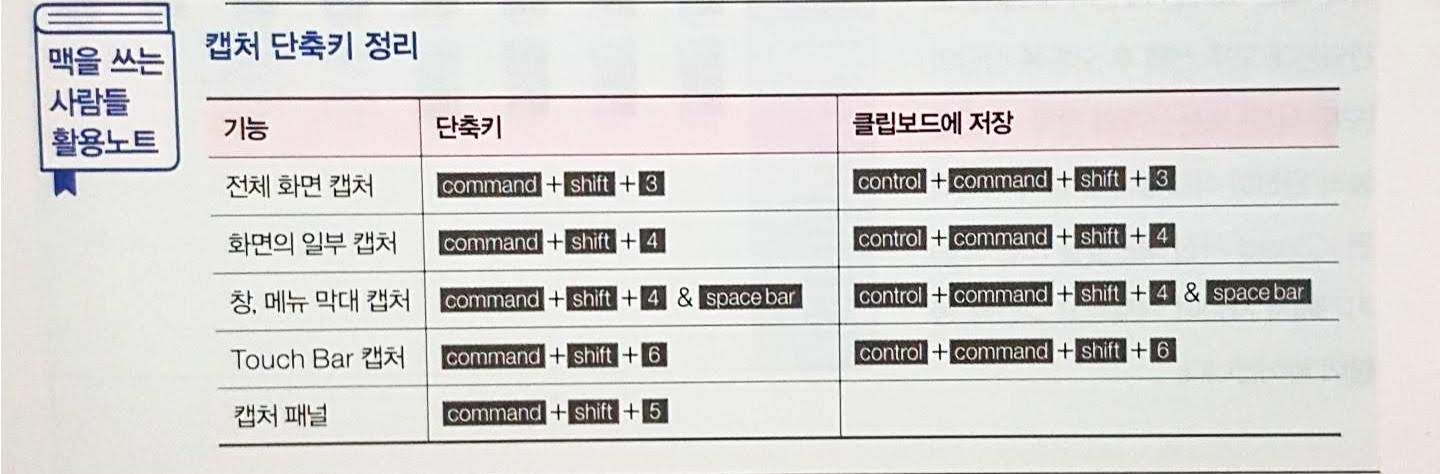 맥을 쓰는
사람들
활용노트
캡처 단축키 정리
기능 단축키 클립보드에 저장
전체 화면 캡처 command + shift + 3 control + command + shift + 3
화면의 일부 캡처 command + shift + 4 control + command + shift + 4
창, 메뉴 막대 캡처 command + shift + 4 & space bar control + command + shift + 4 & space bar
Touch Bar 캡처 command + shift + 6 control + command + shift + 6
캡처 패널 command + shift + 5